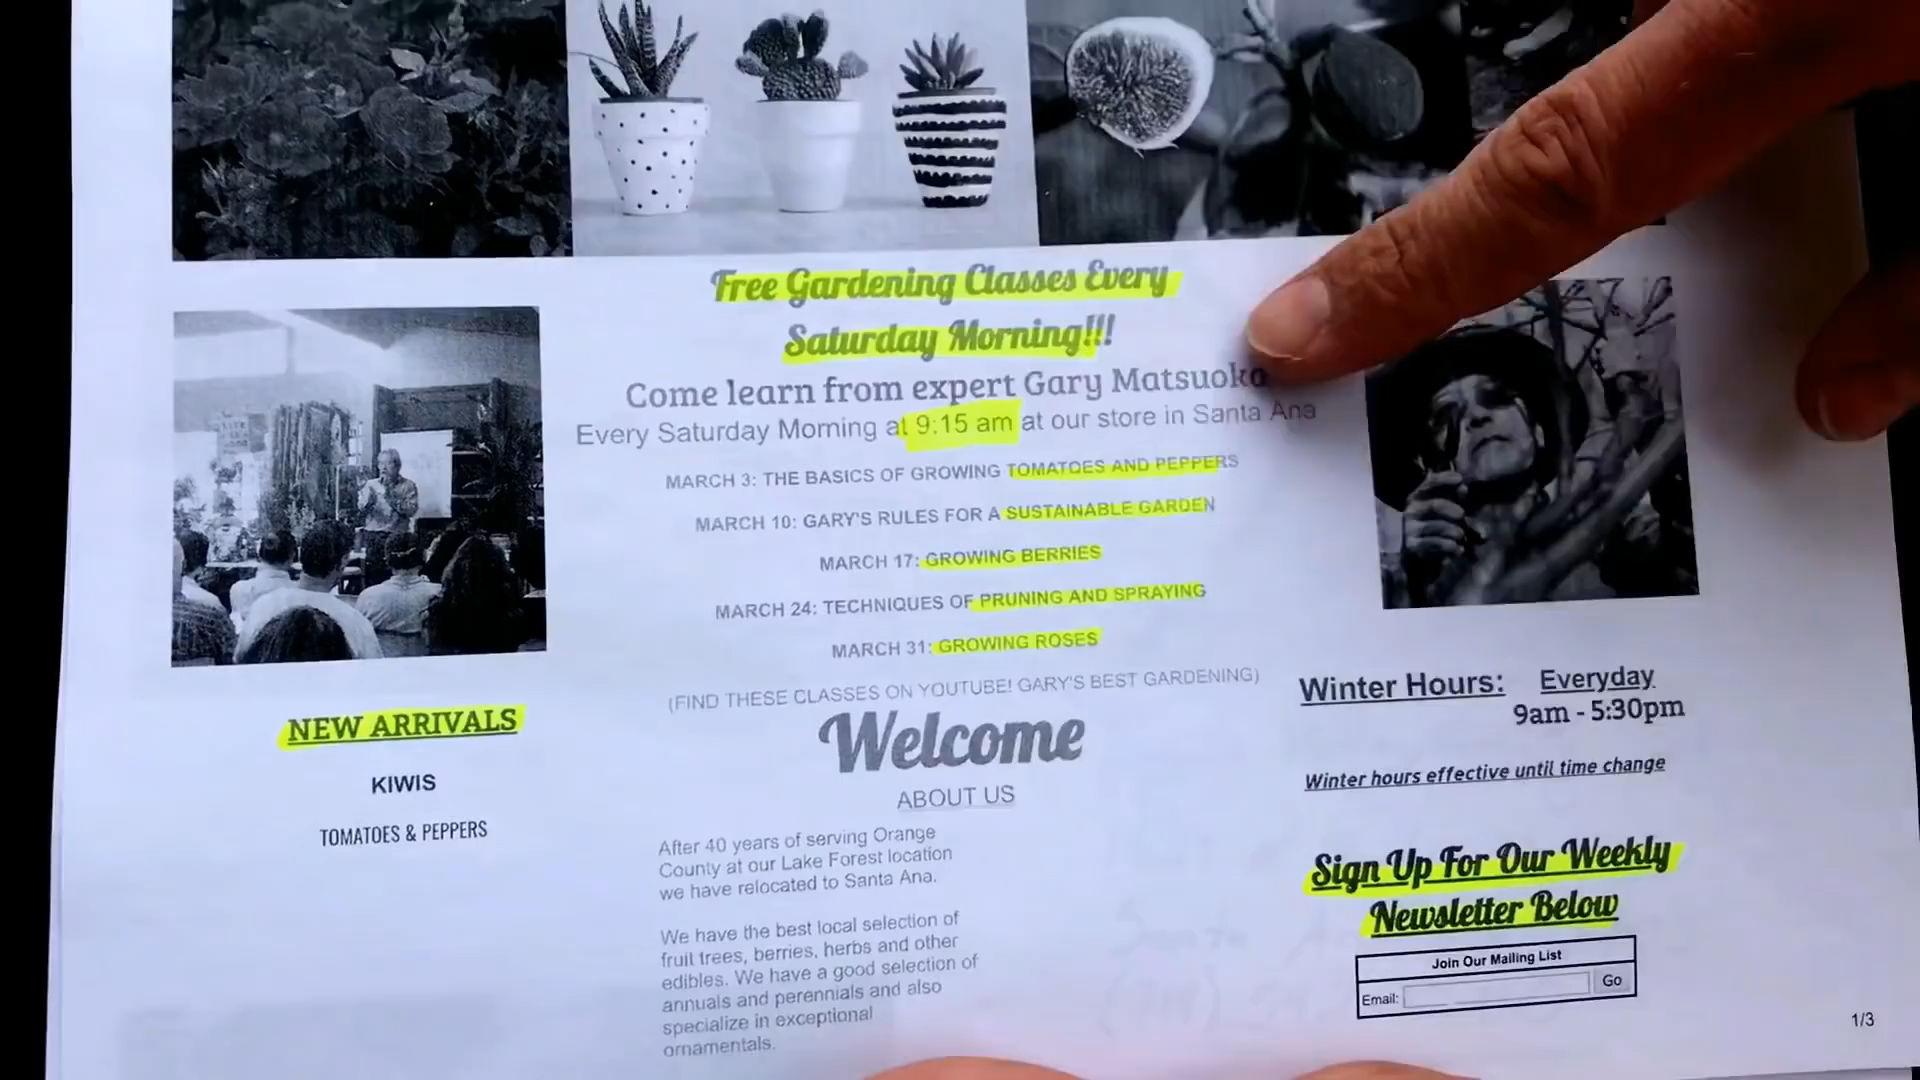 Free Gardening Classes Every
Saturday Morning!!!
Come learn from expert Gary Matsuoka
Every Saturday Morning at 9:15 am at our store in Santa Ana
MARCH 3: THE BASICS OF GROWING TOMATOES AND PEPPERS
MARCH 10: GARY'S RULES FOR A SUSTAINABLE GARDEN
MARCH 17: GROWING BERRIES
MARCH 24: TECHNIQUES OF PRUNING AND SPRAYING
MARCH 31: GROWING ROSES
(FIND THESE CLASSES ON YOUTUBE! GARY'S BEST GARDENING)
NEW ARRIVALS
KIWIS
TOMATOES & PEPPERS
Welcome
ABOUT US
After 40 years of serving Orange
County at our Lake Forest location
we have relocated to Santa Ana.
We have the best local selection of
fruit trees, berries, herbs and other
edibles. We have a good selection of
annuals and perennials and also
specialize in exceptional
ornamentals.
Winter Hours: Everyday
9am - 5:30pm
Winter hours effective until time change
Sign Up For Our Weekly
Newsletter Below
Join Our Mailing List
Email: Go
1/3